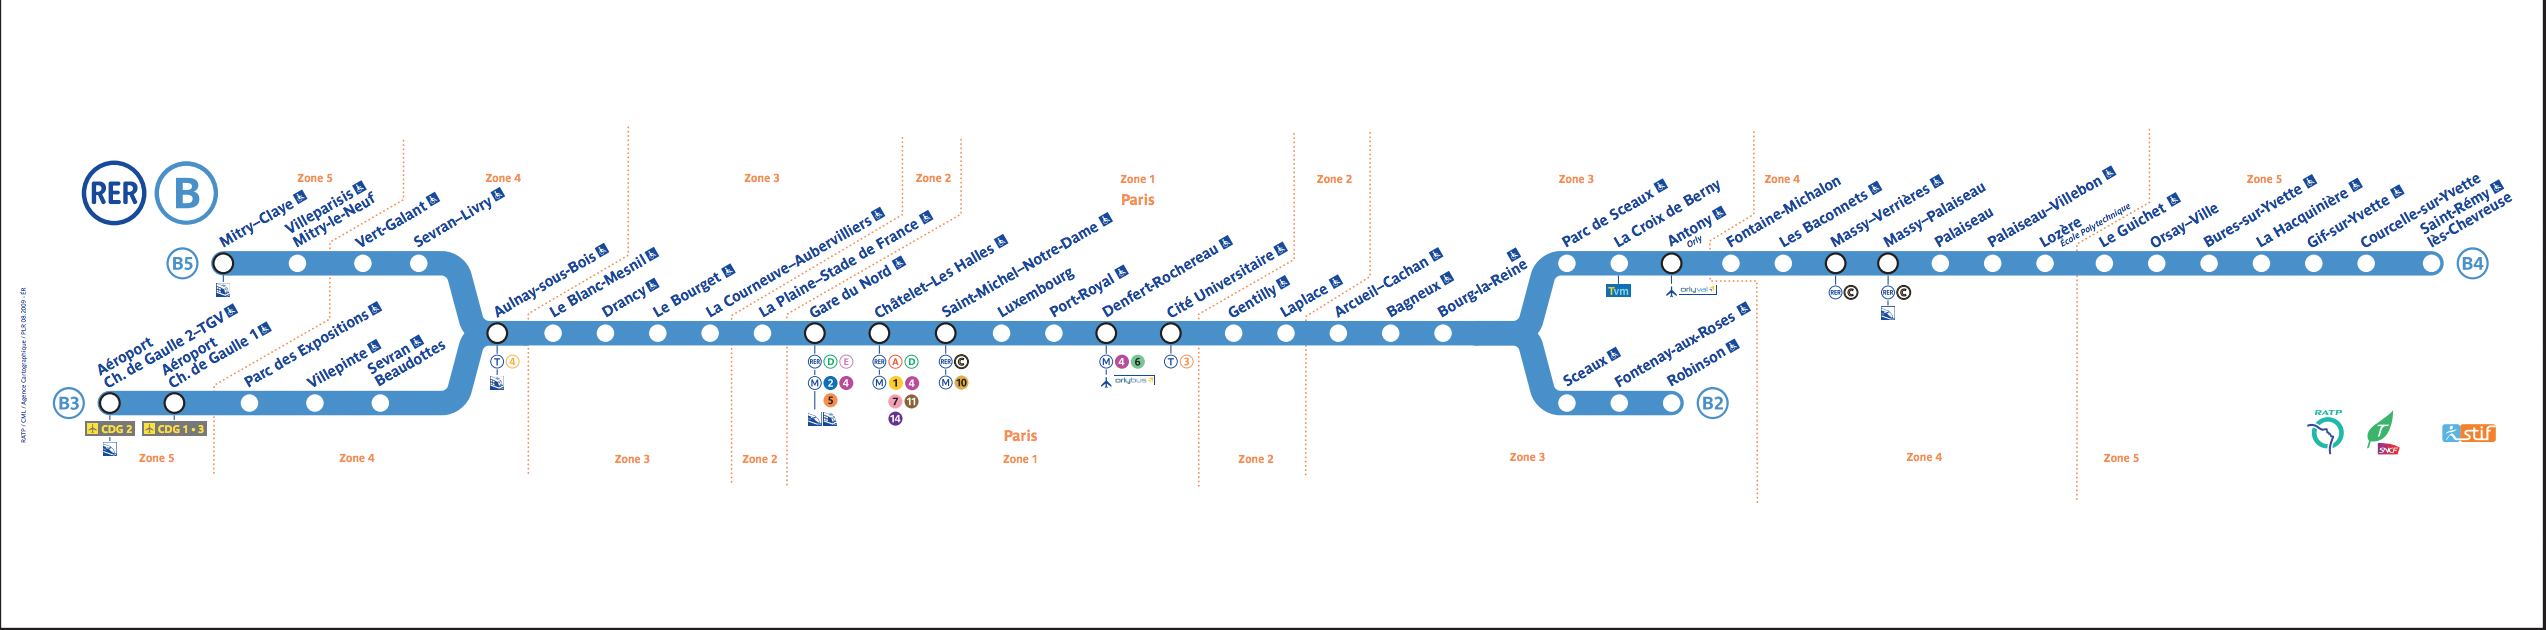 RER B
Zone 5
Zone 4
Zone 3
Zone 2
Zone 1
Paris
Zone 2
Zone 3
Zone 4
Zone 5
B5
Mitry–Claye
Villeparisis
Mitry-le-Neuf
Vert-Galant
Sevran–Livry
B3
Aéroport
Ch. de Gaulle 2–TGV
Aéroport
Ch. de Gaulle 1
Parc des Expositions
Villepinte
Sevran
Beaudottes
CDG 2
CDG 1 • 3
Aulnay-sous-Bois
T 4
Le Blanc-Mesnil
Drancy
Le Bourget
La Courneuve–Aubervilliers
La Plaine–Stade de France
Gare du Nord
RER D E
M 2 4
5
Châtelet–Les Halles
RER A D
M 1 4
7 11
14
Saint-Michel–Notre-Dame
RER C
M 10
Luxembourg
Port-Royal
Denfert-Rochereau
M 4 6
orlybus
Cité Universitaire
T 3
Gentilly
Laplace
Arcueil–Cachan
Bagneux
Bourg-la-Reine
Parc de Sceaux
La Croix de Berny
Tvm
Antony
Orly
orlyval
Fontaine-Michalon
Les Baconnets
Massy–Verrières
RER C
Massy–Palaiseau
RER C
Palaiseau
Palaiseau–Villebon
Lozère
École Polytechnique
Le Guichet
Orsay–Ville
Bures-sur-Yvette
La Hacquinière
Gif-sur-Yvette
Courcelle-sur-Yvette
Saint-Rémy
lès-Chevreuse
B4
Sceaux
Fontenay-aux-Roses
Robinson
B2
Zone 5
Zone 4
Zone 3
Zone 2
Paris
Zone 1
Zone 2
Zone 3
Zone 4
Zone 5
RATP
T
SNCF
stif
RATP / CML / Agence Cartographique / PLR 08.2009 - ÉR